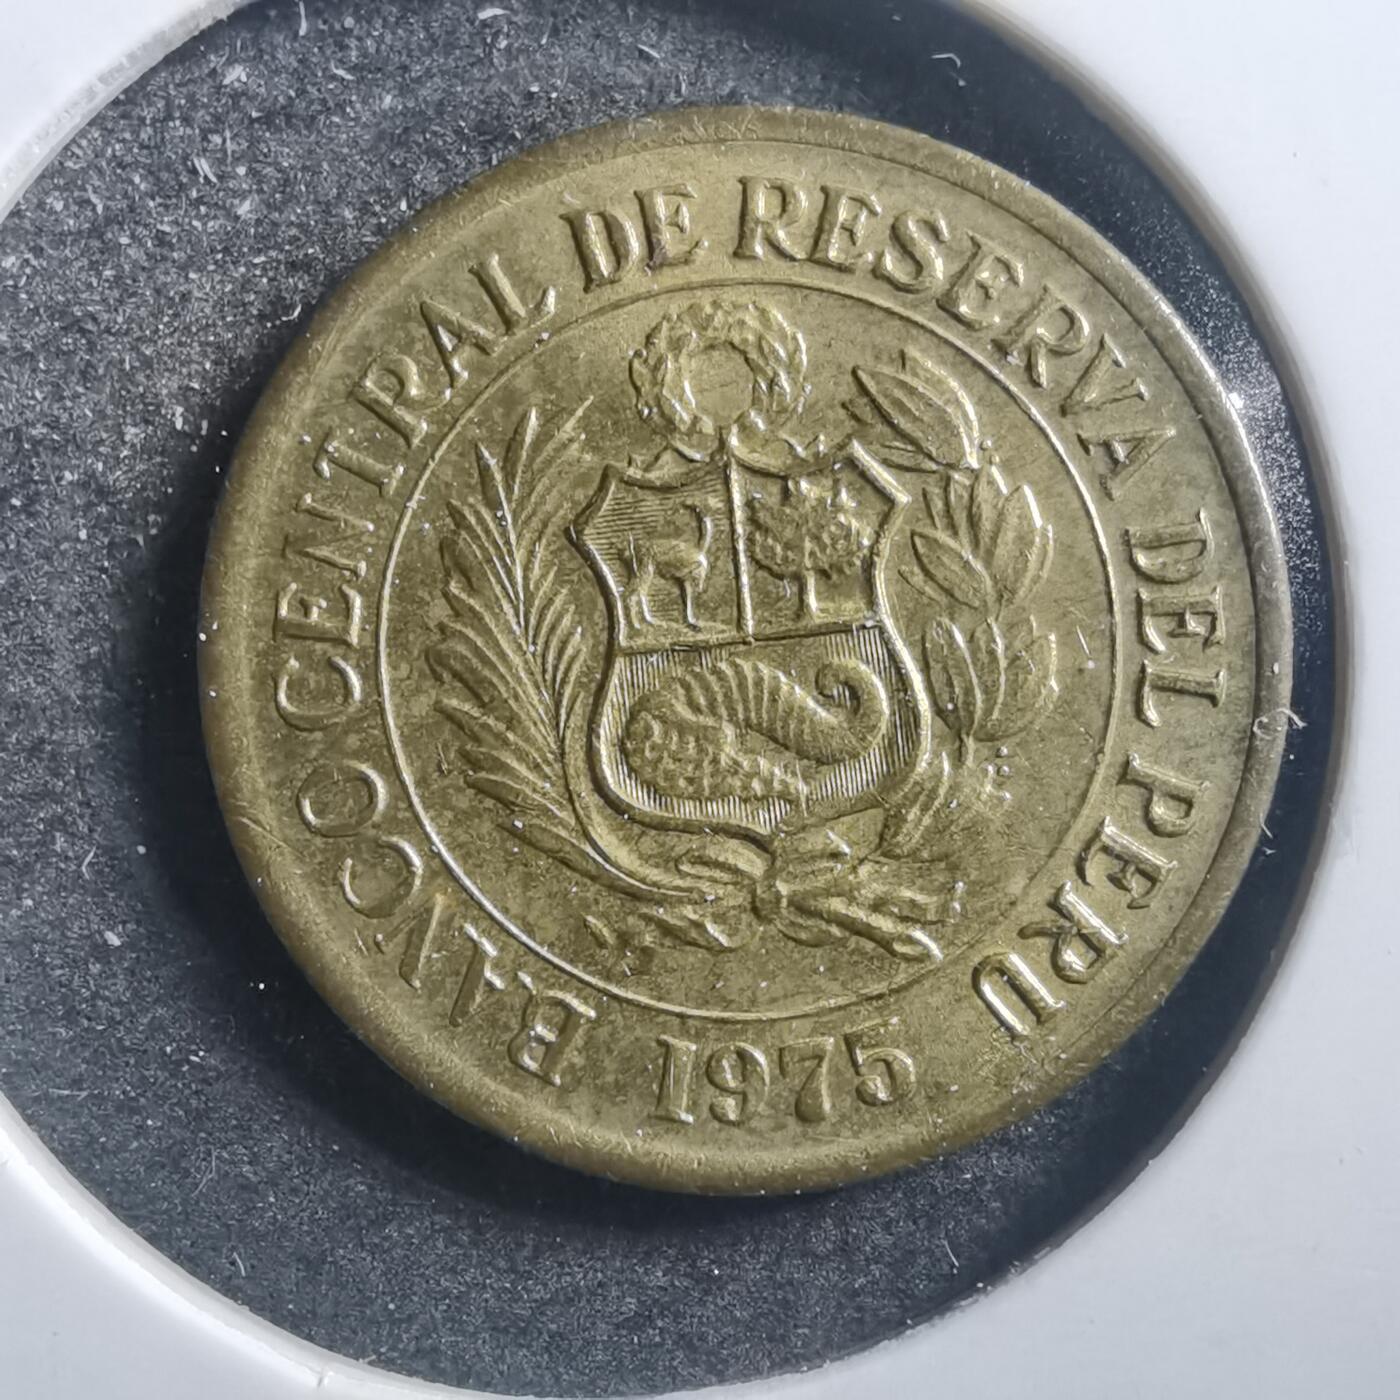 BANCO CENTRAL DE RESERVA DEL PERU
1975